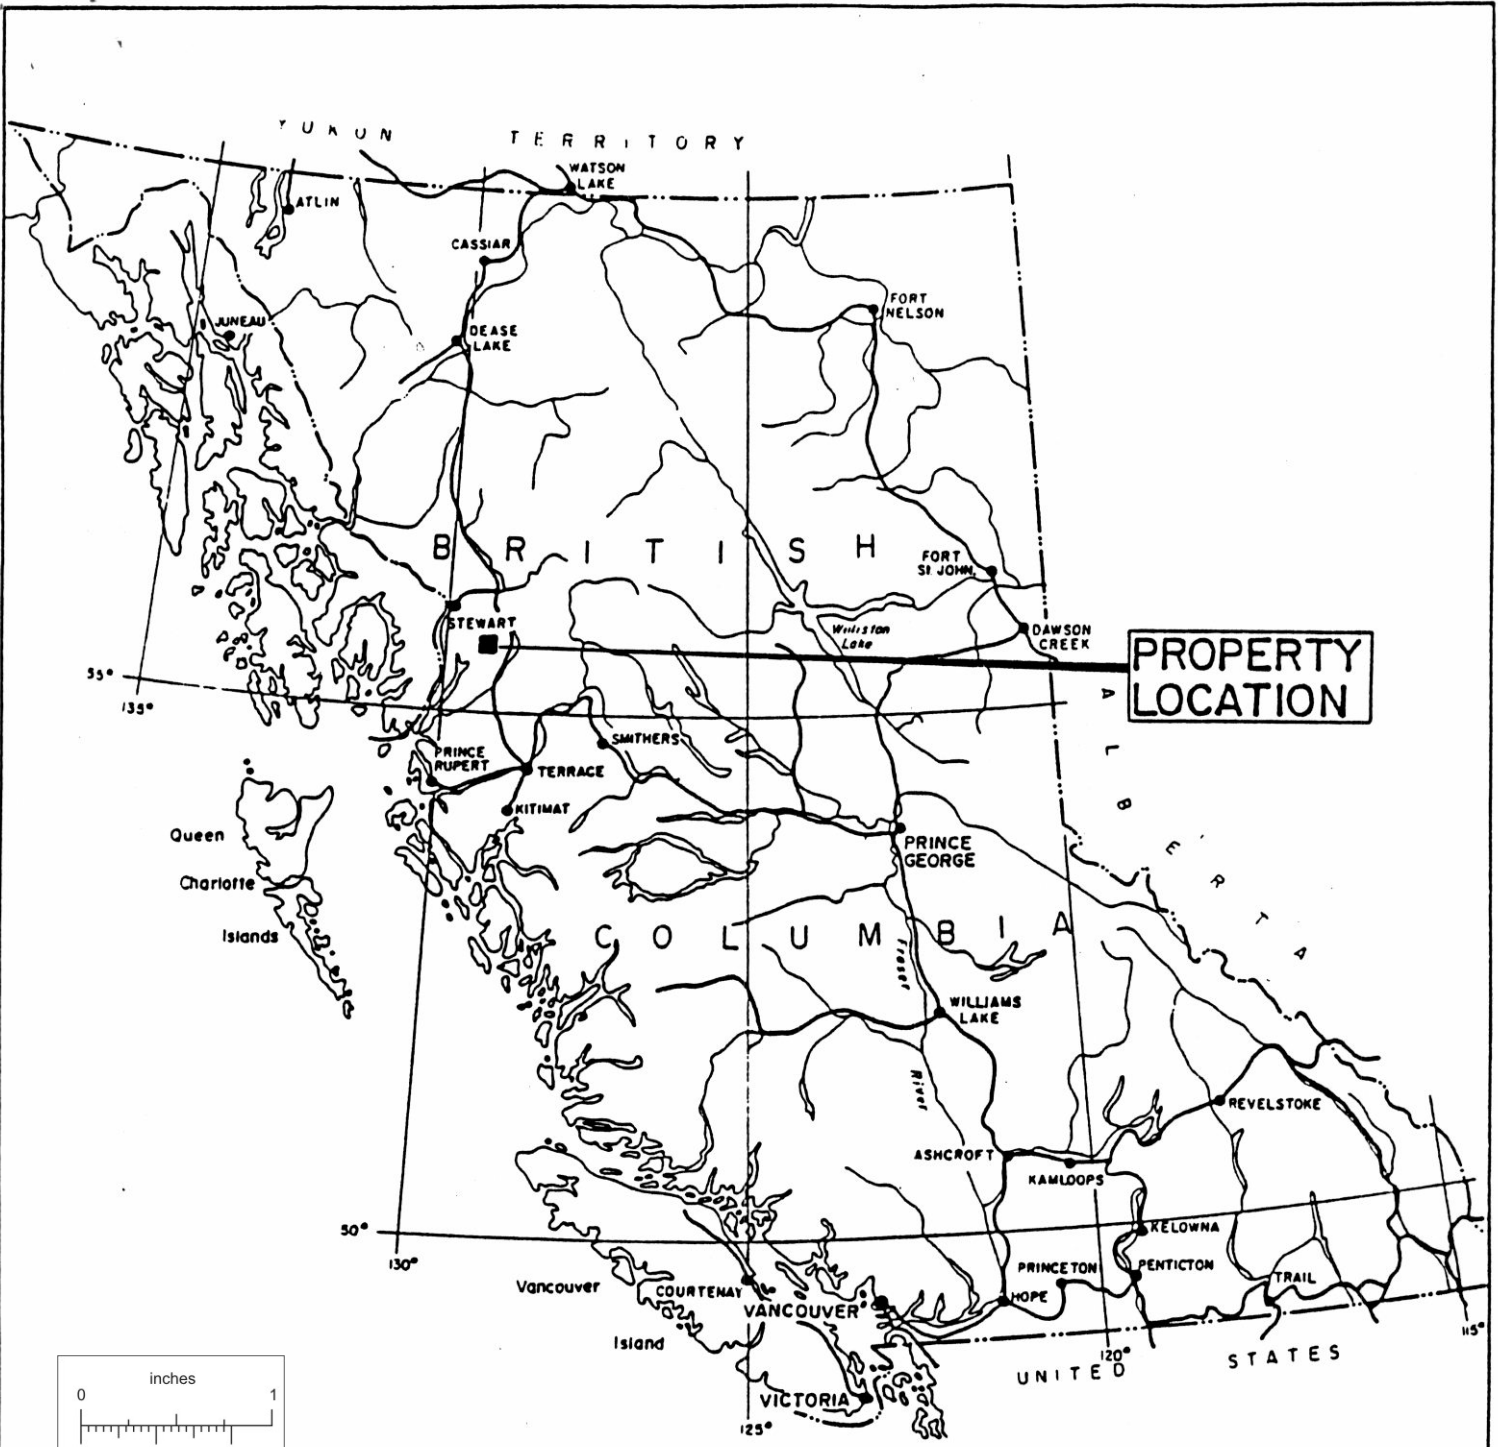 YUKON TERRITORY
WATSON
LAKE
ATLIN
CASSIAR
FORT
NELSON
JUNEAU
DEASE
LAKE
BRITISH
FORT
St. JOHN
STEWART
Williston
Lake
DAWSON
CREEK
PROPERTY
LOCATION
55°
135°
ALBERTA
SMITHERS
PRINCE
RUPERT
TERRACE
KITIMAT
Queen
Charlotte
Islands
PRINCE
GEORGE
COLUMBIA
Fraser
River
WILLIAMS
LAKE
REVELSTOKE
ASHCROFT
KAMLOOPS
50°
130°
KELOWNA
PRINCETON
PENTICTON
TRAIL
HOPE
Vancouver
Island
COURTENAY
VANCOUVER
VICTORIA
125°
120°
115°
UNITED STATES
inches
0 1